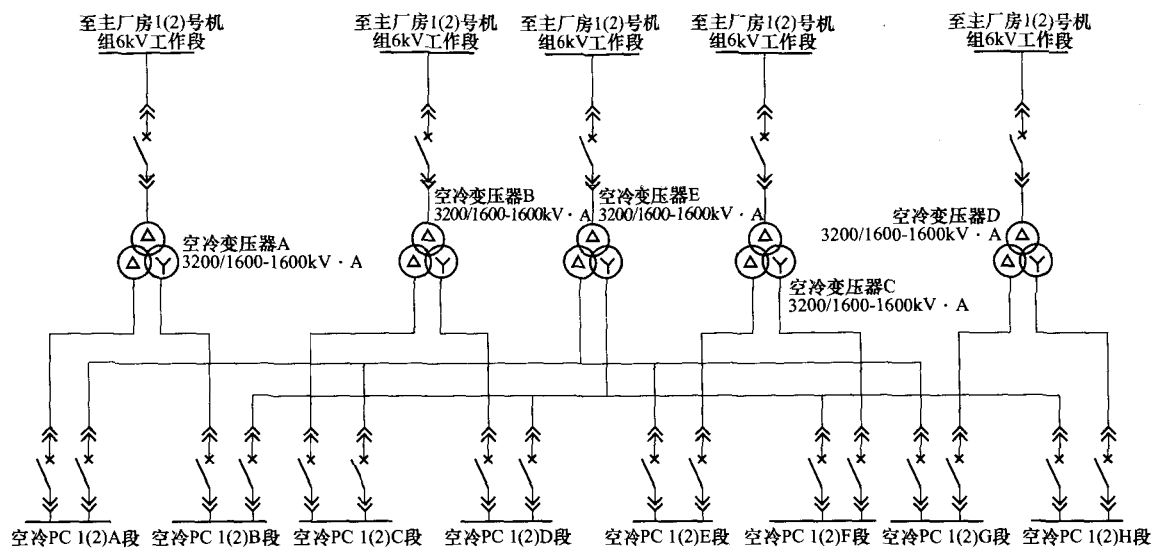 至主厂房1(2)号机
组6kV工作段
至主厂房1(2)号机
组6kV工作段
至主厂房1(2)号机
组6kV工作段
至主厂房1(2)号机
组6kV工作段
至主厂房1(2)号机
组6kV工作段
空冷变压器A
3200/1600-1600kV·A
空冷变压器B
3200/1600-1600kV·A
空冷变压器E
3200/1600-1600kV·A
空冷变压器C
3200/1600-1600kV·A
空冷变压器D
3200/1600-1600kV·A
空冷PC 1(2)A段
空冷PC 1(2)B段
空冷PC 1(2)C段
空冷PC 1(2)D段
空冷PC 1(2)E段
空冷PC 1(2)F段
空冷PC 1(2)G段
空冷PC 1(2)H段